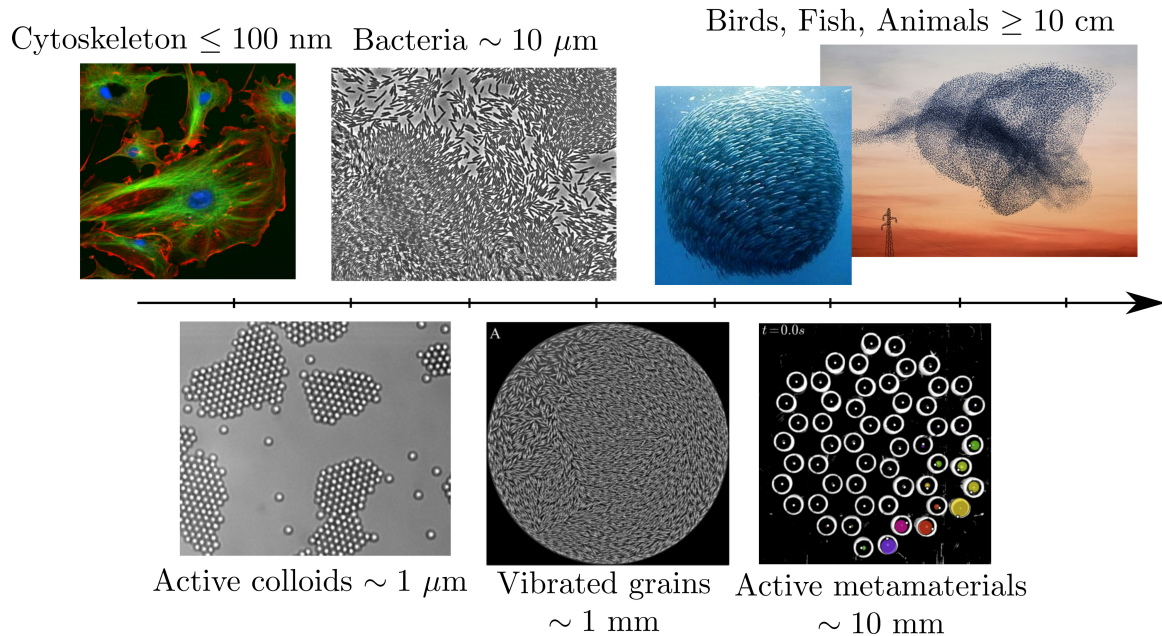 Cytoskeleton ≤ 100 nm
Bacteria ∼ 10 μm
Birds, Fish, Animals ≥ 10 cm
A
t=0.0s
Active colloids ∼ 1 μm
Vibrated grains
∼ 1 mm
Active metamaterials
∼ 10 mm